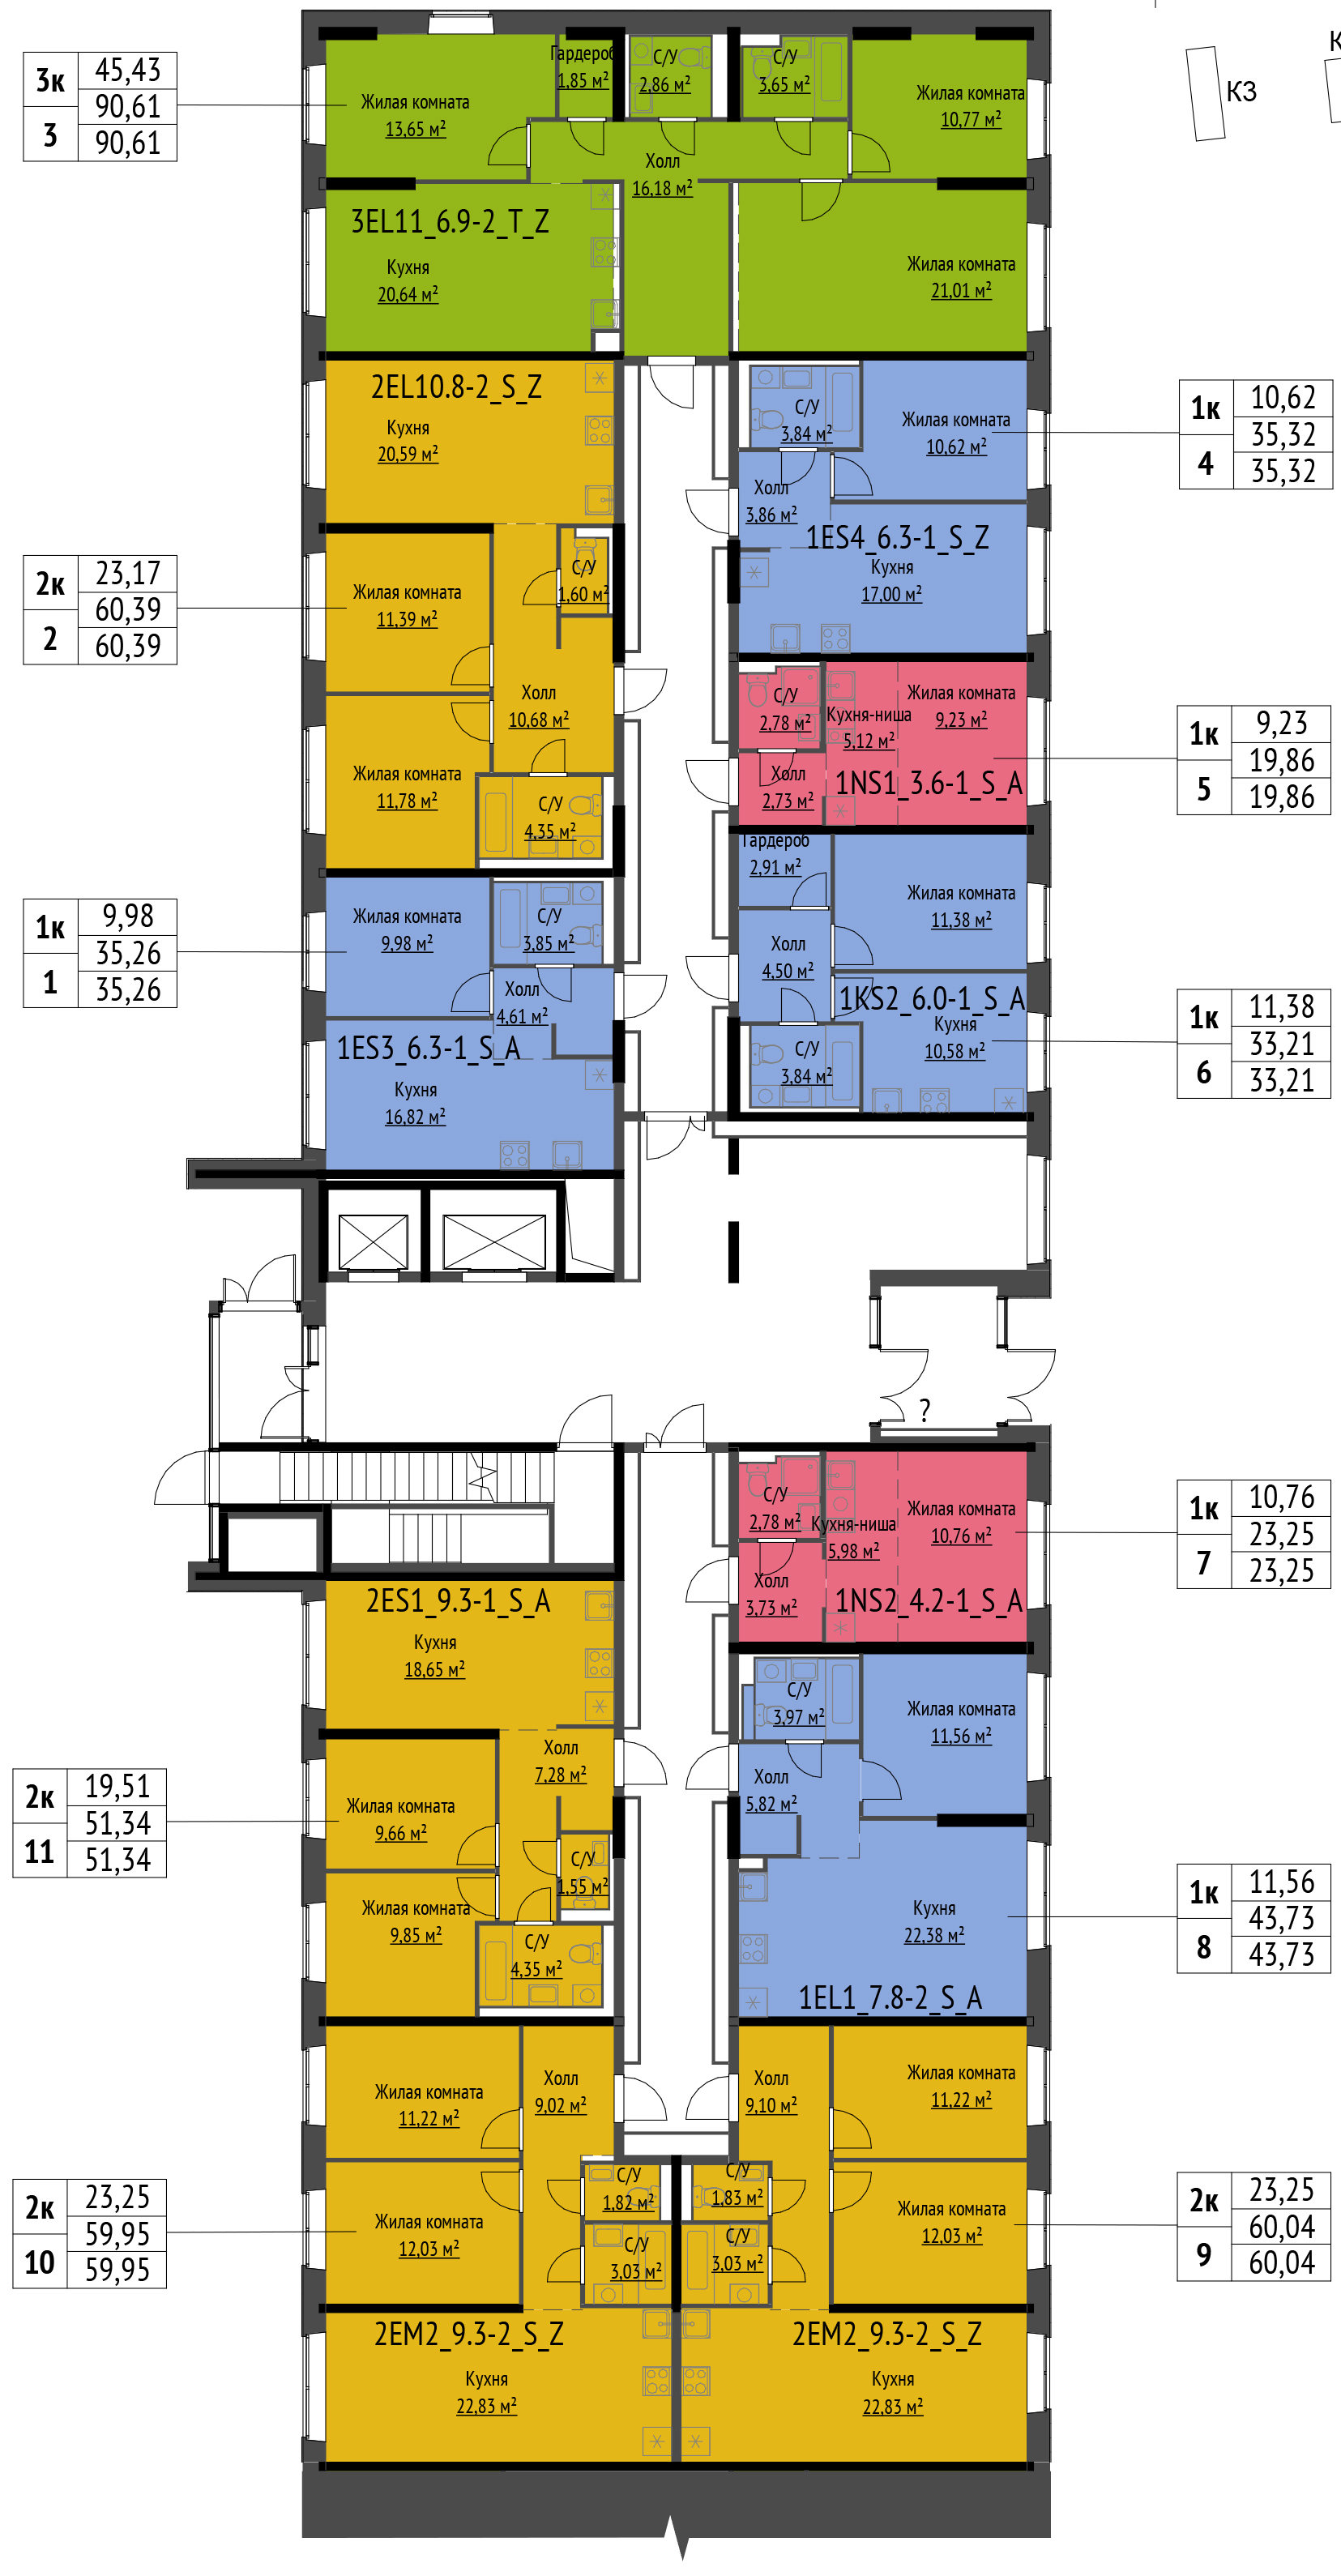 3к
45,43
90,61
3
90,61
Жилая комната
13,65 м²
Гардероб
1,85 м²
С/У
2,86 м²
С/У
3,65 м²
Жилая комната
10,77 м²
К3
К
Холл
16,18 м²
3EL11_6.9-2_T_Z
Кухня
20,64 м²
Жилая комната
21,01 м²
2EL10.8-2_S_Z
Кухня
20,59 м²
С/У
3,84 м²
Жилая комната
10,62 м²
1к
10,62
35,32
4
35,32
Холл
3,86 м²
1ES4_6.3-1_S_Z
Кухня
17,00 м²
2к
23,17
60,39
2
60,39
Жилая комната
11,39 м²
С/У
1,60 м²
Холл
10,68 м²
Жилая комната
11,78 м²
С/У
4,35 м²
С/У
2,78 м²
Кухня-ниша
5,12 м²
Жилая комната
9,23 м²
Холл
2,73 м²
1NS1_3.6-1_S_A
1к
9,23
19,86
5
19,86
Гардероб
2,91 м²
Жилая комната
11,38 м²
Холл
4,50 м²
1KS2_6.0-1_S_A
Кухня
10,58 м²
С/У
3,84 м²
1к
11,38
33,21
6
33,21
1к
9,98
35,26
1
35,26
Жилая комната
9,98 м²
С/У
3,85 м²
Холл
4,61 м²
1ES3_6.3-1_S_A
Кухня
16,82 м²
?
С/У
2,78 м²
Кухня-ниша
5,98 м²
Жилая комната
10,76 м²
Холл
3,73 м²
1NS2_4.2-1_S_A
1к
10,76
23,25
7
23,25
2ES1_9.3-1_S_A
Кухня
18,65 м²
Холл
7,28 м²
2к
19,51
51,34
11
51,34
Жилая комната
9,66 м²
С/У
1,55 м²
Жилая комната
9,85 м²
С/У
4,35 м²
С/У
3,97 м²
Жилая комната
11,56 м²
Холл
5,82 м²
Кухня
22,38 м²
1EL1_7.8-2_S_A
1к
11,56
43,73
8
43,73
Жилая комната
11,22 м²
Холл
9,02 м²
Холл
9,10 м²
Жилая комната
11,22 м²
2к
23,25
59,95
10
59,95
Жилая комната
12,03 м²
С/У
1,82 м²
С/У
1,83 м²
С/У
3,03 м²
С/У
3,03 м²
Жилая комната
12,03 м²
2к
23,25
60,04
9
60,04
2EM2_9.3-2_S_Z
Кухня
22,83 м²
2EM2_9.3-2_S_Z
Кухня
22,83 м²